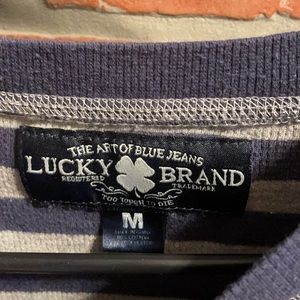 THE ART OF BLUE JEANS
LUCKY BRAND
REGISTERED TRADEMARK
TOO TOUGH TO DIE
M